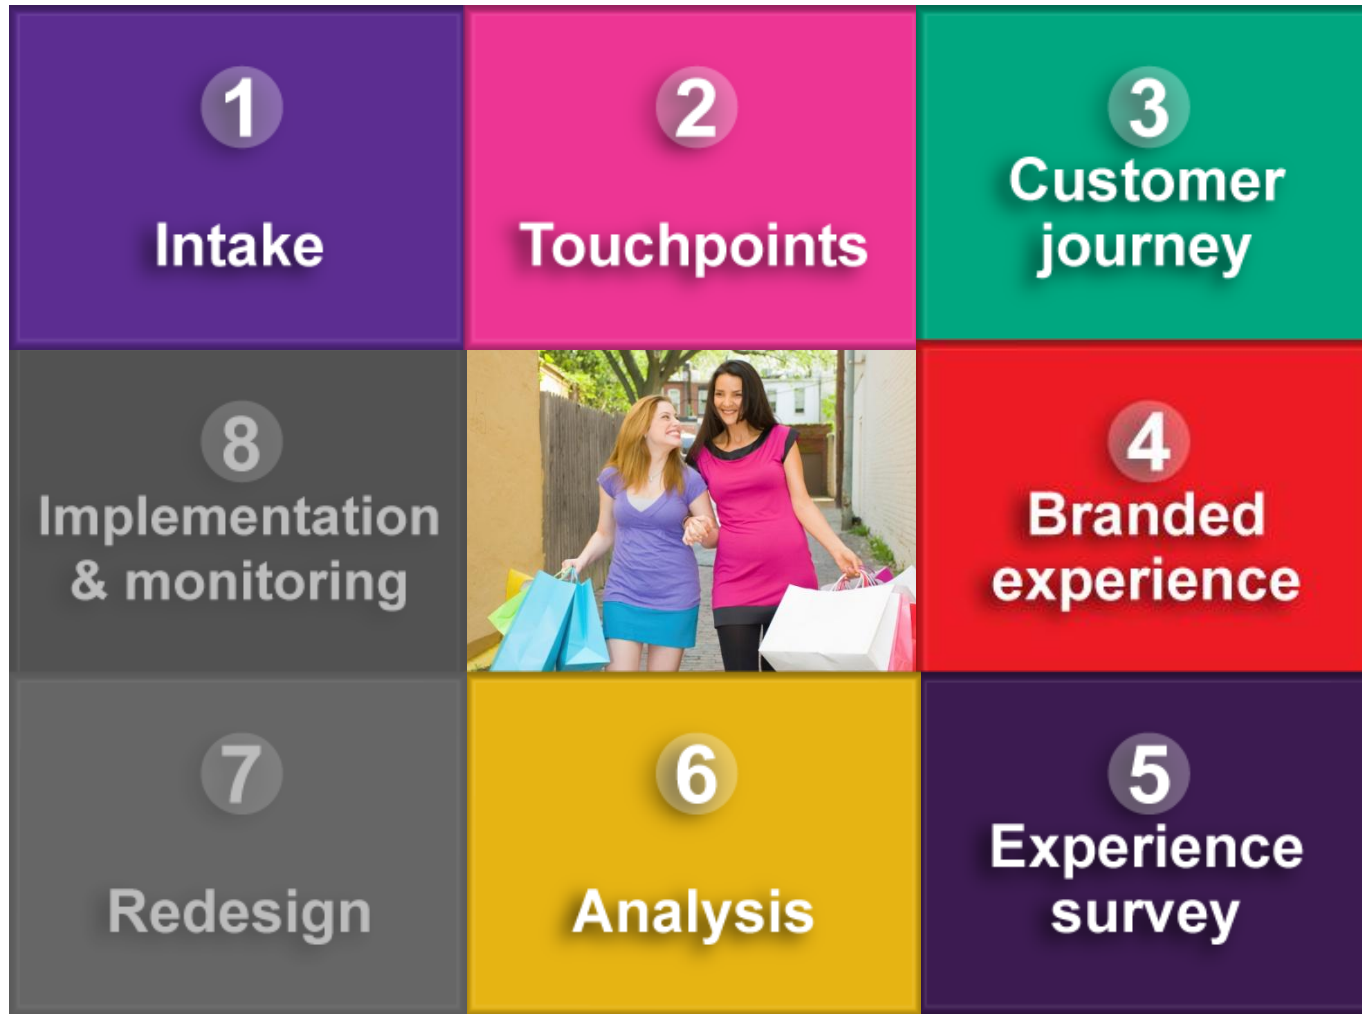 1
Intake
2
Touchpoints
3
Customer
journey
8
Implementation
& monitoring
4
Branded
experience
7
Redesign
6
Analysis
5
Experience
survey